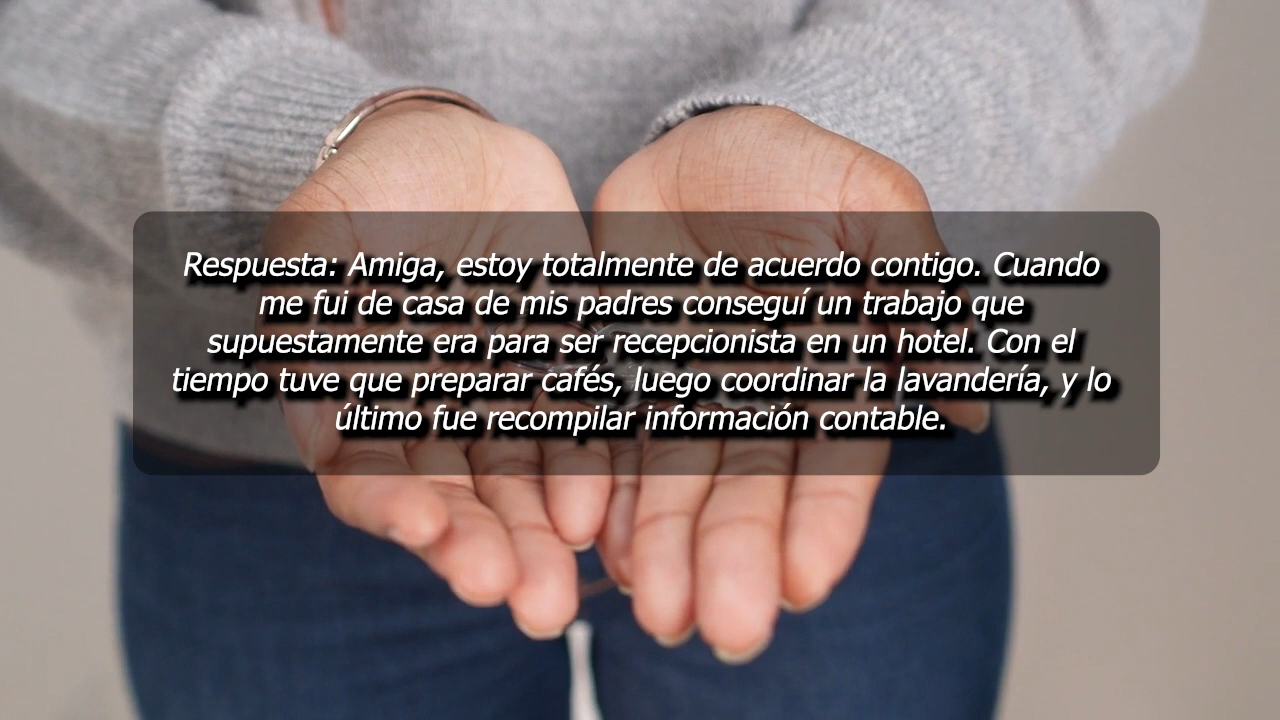 Respuesta: Amiga, estoy totalmente de acuerdo contigo. Cuando
me fui de casa de mis padres conseguí un trabajo que
supuestamente era para ser recepcionista en un hotel. Con el
tiempo tuve que preparar cafés, luego coordinar la lavandería, y lo
último fue recompilar información contable.